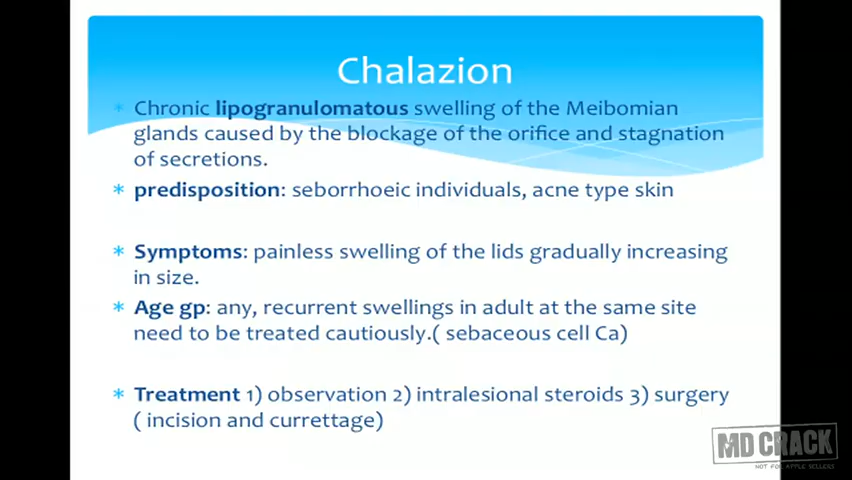 Chalazion
* Chronic lipogranulomatous swelling of the Meibomian
glands caused by the blockage of the orifice and stagnation
of secretions.
* predisposition: seborrhoeic individuals, acne type skin
* Symptoms: painless swelling of the lids gradually increasing
in size.
* Age gp: any, recurrent swellings in adult at the same site
need to be treated cautiously.( sebaceous cell Ca)
* Treatment 1) observation 2) intralesional steroids 3) surgery
( incision and currettage)
MD CRACK
NOT FOR APPLE SELLERS